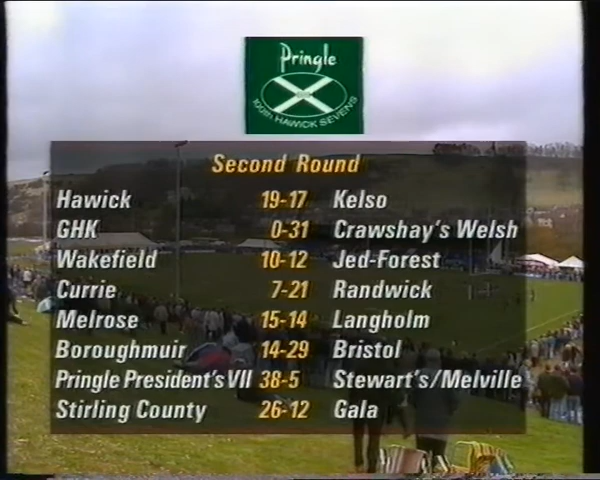 Pringle
100th HAWICK SEVENS
Second Round
Hawick 19-17 Kelso
GHK 0-31 Crawshay's Welsh
Wakefield 10-12 Jed-Forest
Currie 7-21 Randwick
Melrose 15-14 Langholm
Boroughmuir 14-29 Bristol
Pringle President's VII 38-5 Stewart's/Melville
Stirling County 26-12 Gala